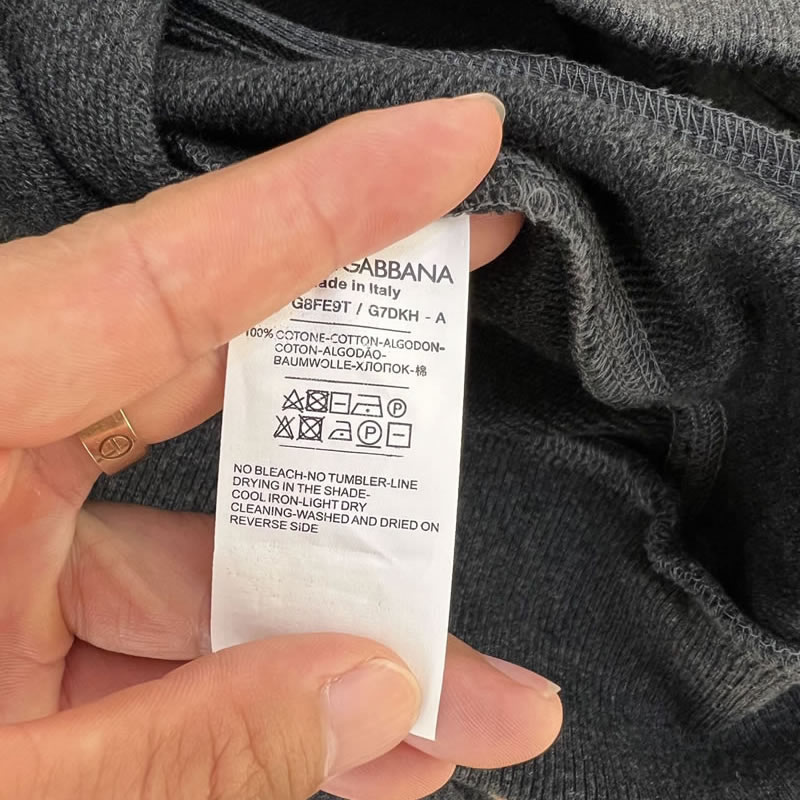 GABBANA
ade in Italy
G8FE9T / G7DKH - A
100% COTONE-COTTON-ALGODON-
COTON-ALGODÃO-
BAUMWOLLE-ХЛОПОК-棉
P
P
NO BLEACH-NO TUMBLER-LINE
DRYING IN THE SHADE-
COOL IRON-LIGHT DRY
CLEANING-WASHED AND DRIED ON
REVERSE SIDE